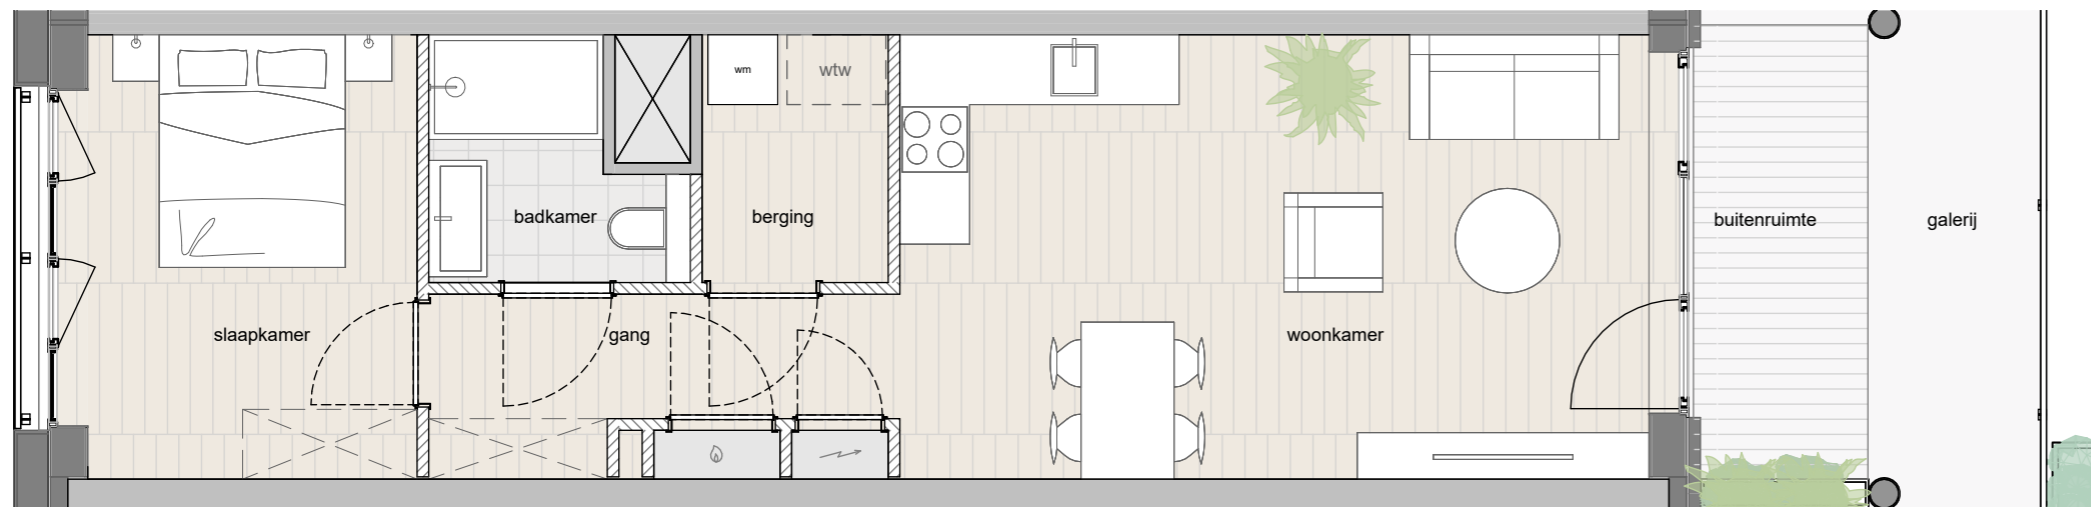 wm
wtw
badkamer
berging
buitenruimte
galerij
slaapkamer
gang
woonkamer